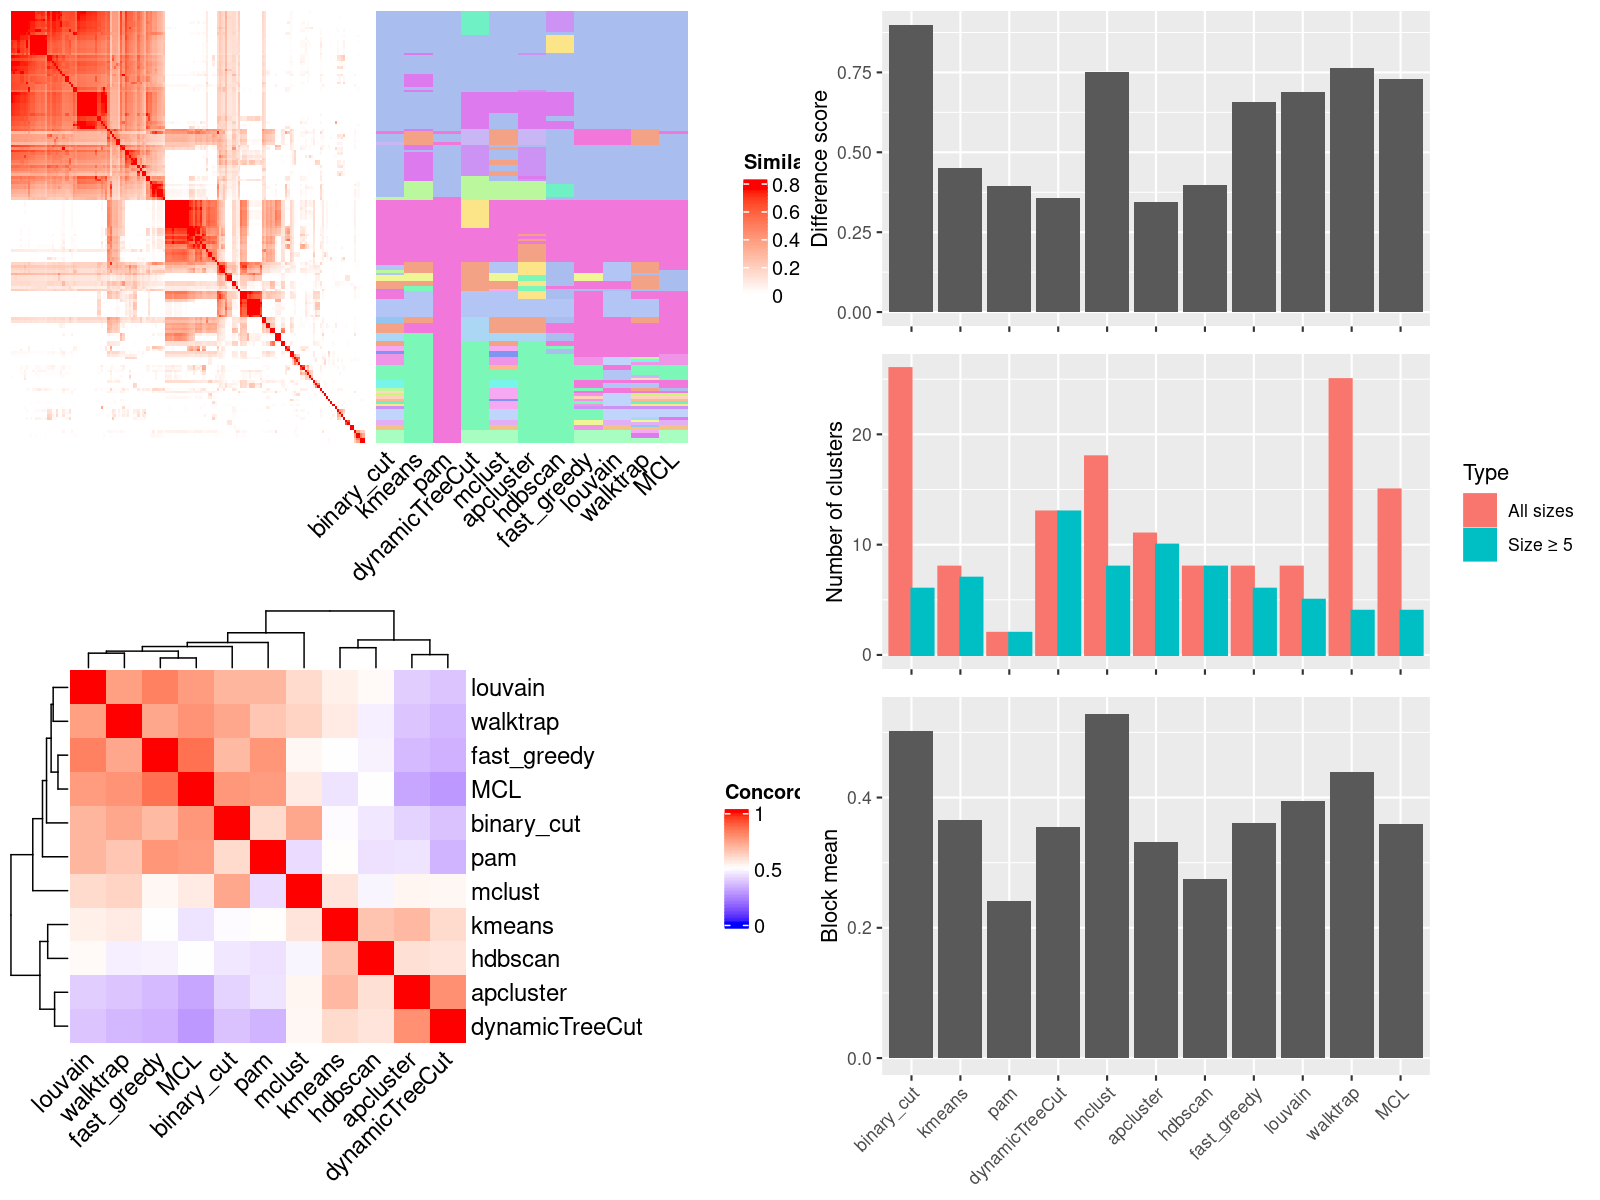 Simila
0.8
0.6
0.4
0.2
0
binary_cut
kmeans
pam
dynamicTreeCut
mclust
apcluster
hdbscan
fast_greedy
louvain
walktrap
MCL
louvain
walktrap
fast_greedy
MCL
binary_cut
pam
mclust
kmeans
hdbscan
apcluster
dynamicTreeCut
louvain
walktrap
fast_greedy
MCL
binary_cut
pam
mclust
kmeans
hdbscan
apcluster
dynamicTreeCut
Concord
1
0.5
0
Difference score
0.75
0.50
0.25
0.00
Number of clusters
20
10
0
Type
All sizes
Size ≥ 5
Block mean
0.4
0.2
0.0
binary_cut
kmeans
pam
dynamicTreeCut
mclust
apcluster
hdbscan
fast_greedy
louvain
walktrap
MCL